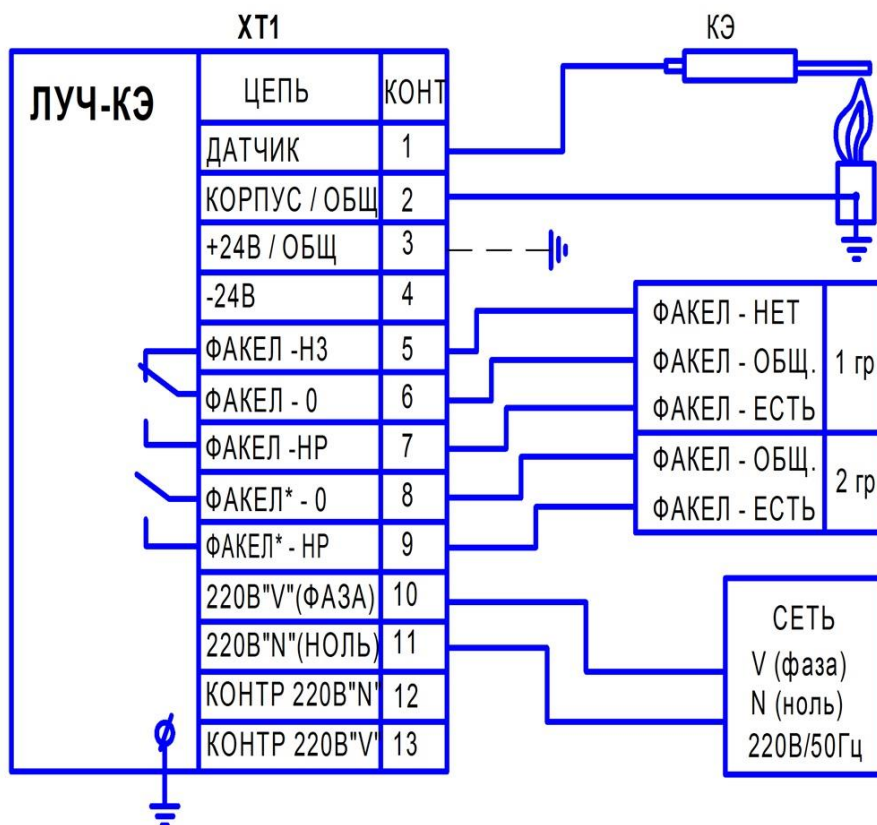 XT1
КЭ
ЛУЧ-КЭ
ЦЕПЬ КОНТ
ДАТЧИК 1
КОРПУС / ОБЩ 2
+24В / ОБЩ 3
-24В 4
ФАКЕЛ -НЗ 5
ФАКЕЛ - 0 6
ФАКЕЛ -НР 7
ФАКЕЛ* - 0 8
ФАКЕЛ* - НР 9
220В"V"(ФАЗА) 10
220В"N"(НОЛЬ) 11
КОНТР 220В"N" 12
КОНТР 220В"V" 13
ФАКЕЛ - НЕТ
ФАКЕЛ - ОБЩ.
ФАКЕЛ - ЕСТЬ
1 гр
ФАКЕЛ - ОБЩ.
ФАКЕЛ - ЕСТЬ
2 гр
СЕТЬ
V (фаза)
N (ноль)
220В/50Гц